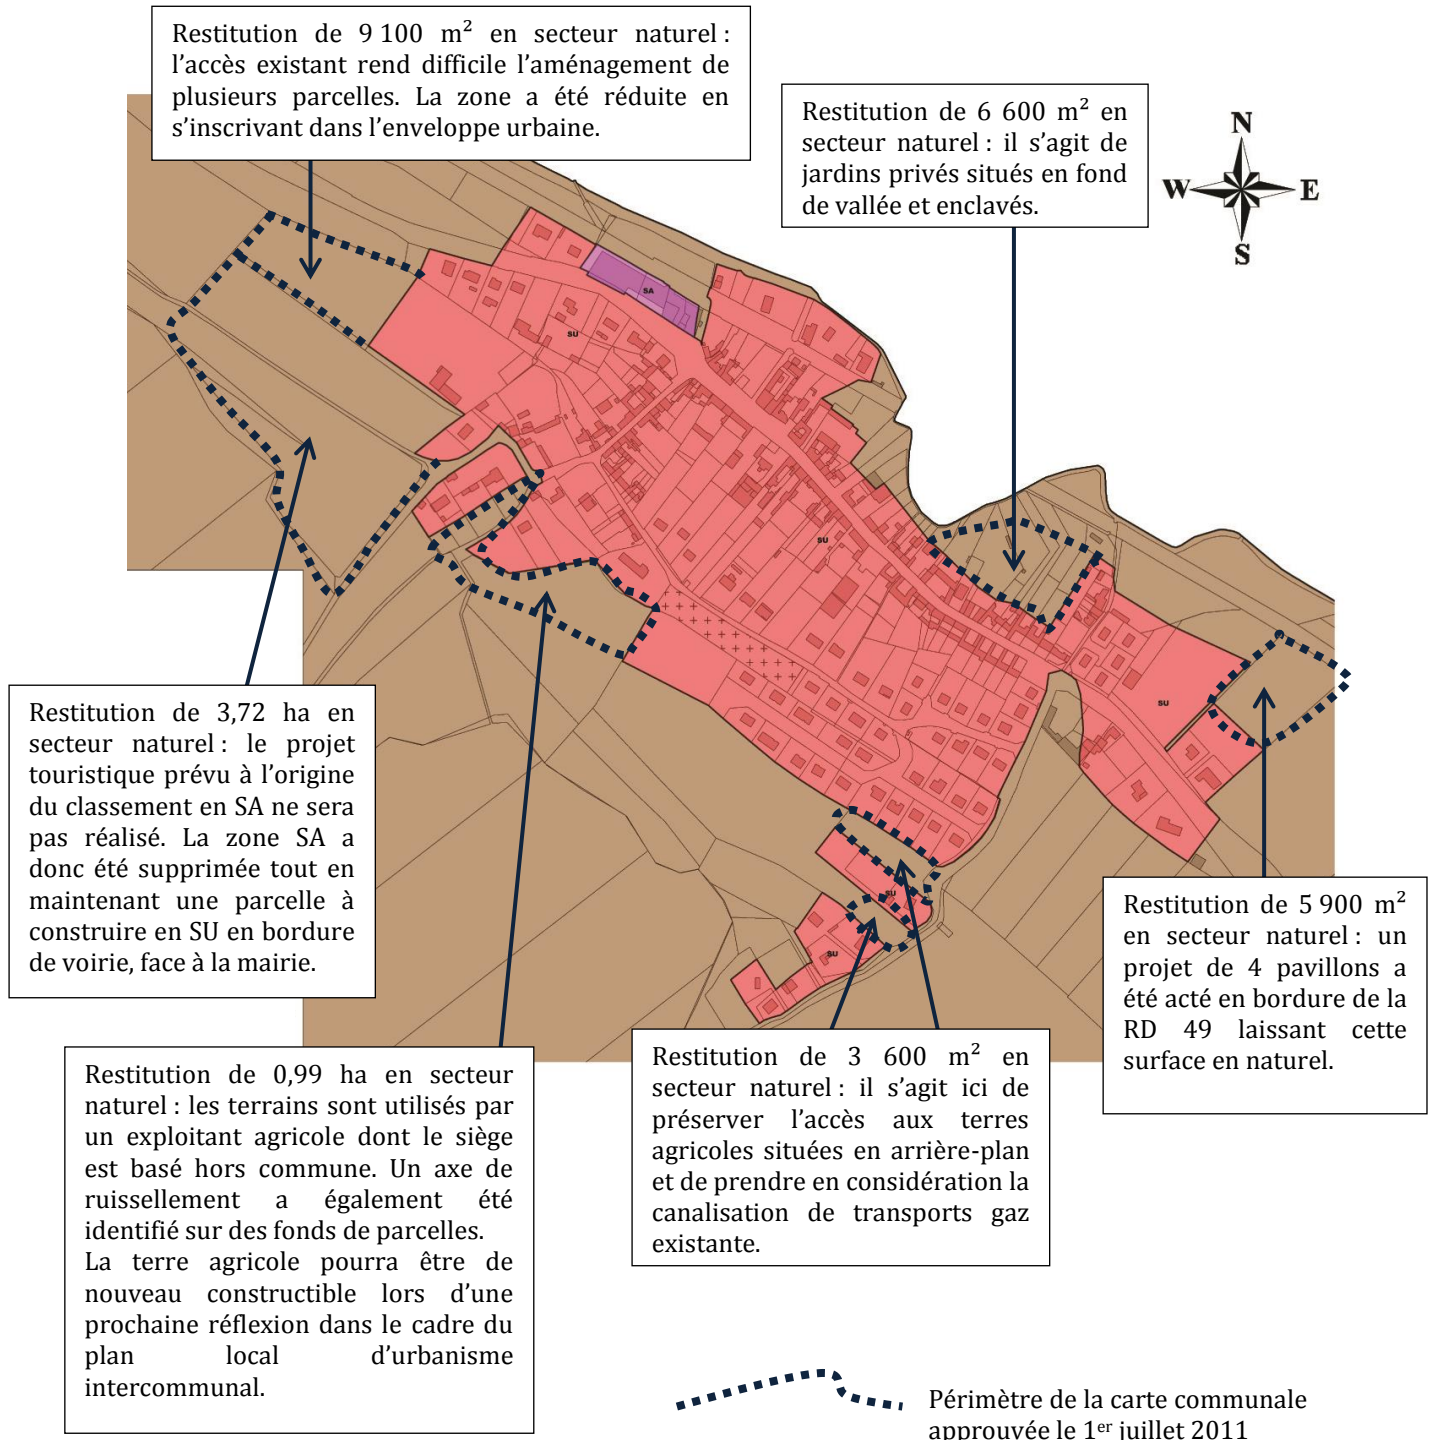 Restitution de 9 100 m² en secteur naturel :
l’accès existant rend difficile l’aménagement de
plusieurs parcelles. La zone a été réduite en
s’inscrivant dans l’enveloppe urbaine.
Restitution de 6 600 m² en
secteur naturel : il s’agit de
jardins privés situés en fond
de vallée et enclavés.
N
W
E
S
SA
SU
SU
SU
SU
SU
Restitution de 3,72 ha en
secteur naturel : le projet
touristique prévu à l’origine
du classement en SA ne sera
pas réalisé. La zone SA a
donc été supprimée tout en
maintenant une parcelle à
construire en SU en bordure
de voirie, face à la mairie.
Restitution de 5 900 m²
en secteur naturel : un
projet de 4 pavillons a
été acté en bordure de la
RD 49 laissant cette
surface en naturel.
Restitution de 0,99 ha en secteur
naturel : les terrains sont utilisés par
un exploitant agricole dont le siège
est basé hors commune. Un axe de
ruissellement a également été
identifié sur des fonds de parcelles.
La terre agricole pourra être de
nouveau constructible lors d’une
prochaine réflexion dans le cadre du
plan local d’urbanisme
intercommunal.
Restitution de 3 600 m² en
secteur naturel : il s’agit ici de
préserver l’accès aux terres
agricoles situées en arrière-plan
et de prendre en considération la
canalisation de transports gaz
existante.
Périmètre de la carte communale
approuvée le 1er juillet 2011